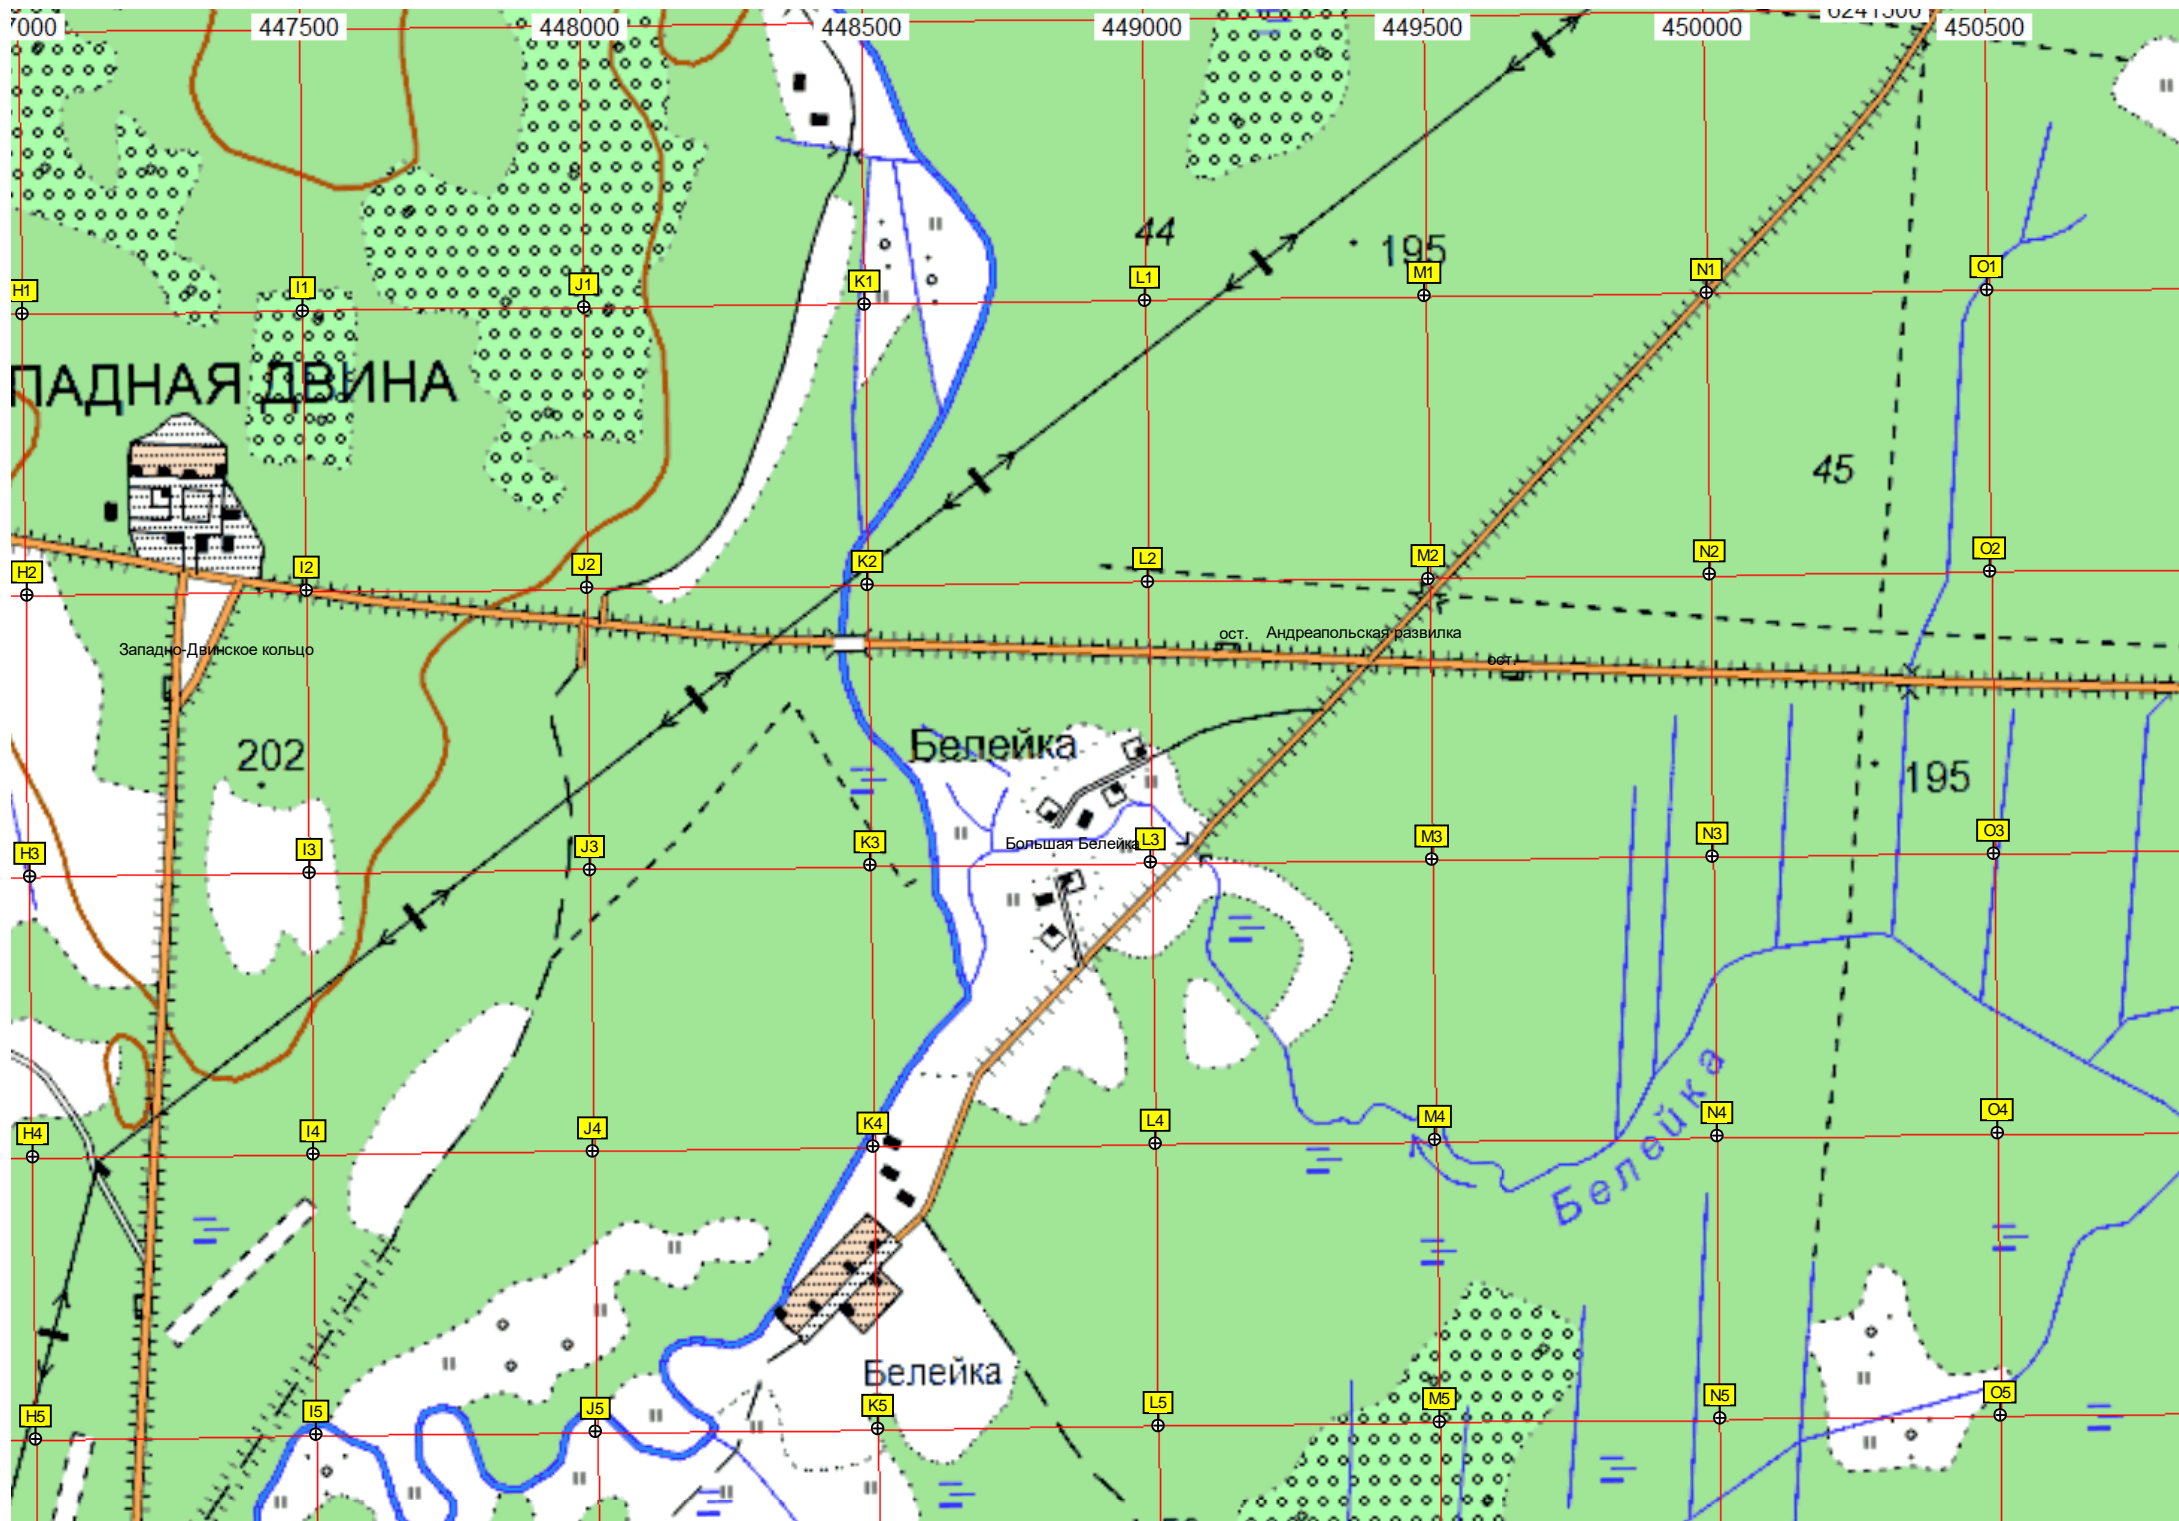 7000 447500 448000 448500 449000 449500 450000 6241500 450500
44 195
H1 I1 J1 K1 L1 M1 N1 O1
ПАДНАЯ ДВИНА
45
H2 I2 J2 K2 L2 M2 N2 O2
Западно-Двинское кольцо
ост. Андреапольская развилка
ост.
202
Белейка
195
Большая Белейка
H3 I3 J3 K3 L3 M3 N3 O3
Белейка
H4 I4 J4 K4 L4 M4 N4 O4
Белейка
H5 I5 J5 K5 L5 M5 N5 O5